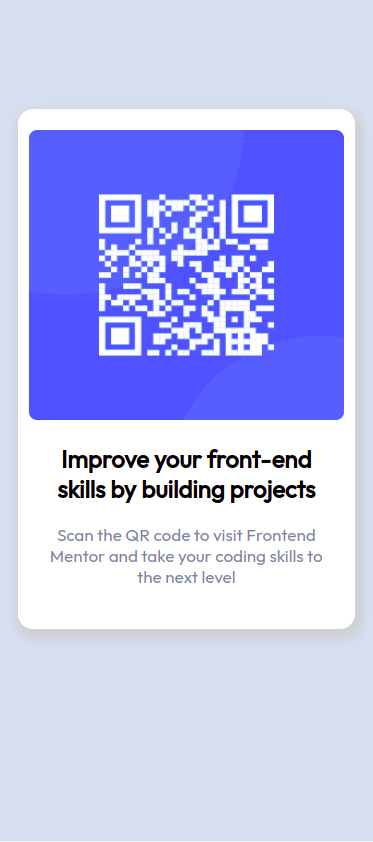 Improve your front-end
skills by building projects
Scan the QR code to visit Frontend
Mentor and take your coding skills to
the next level